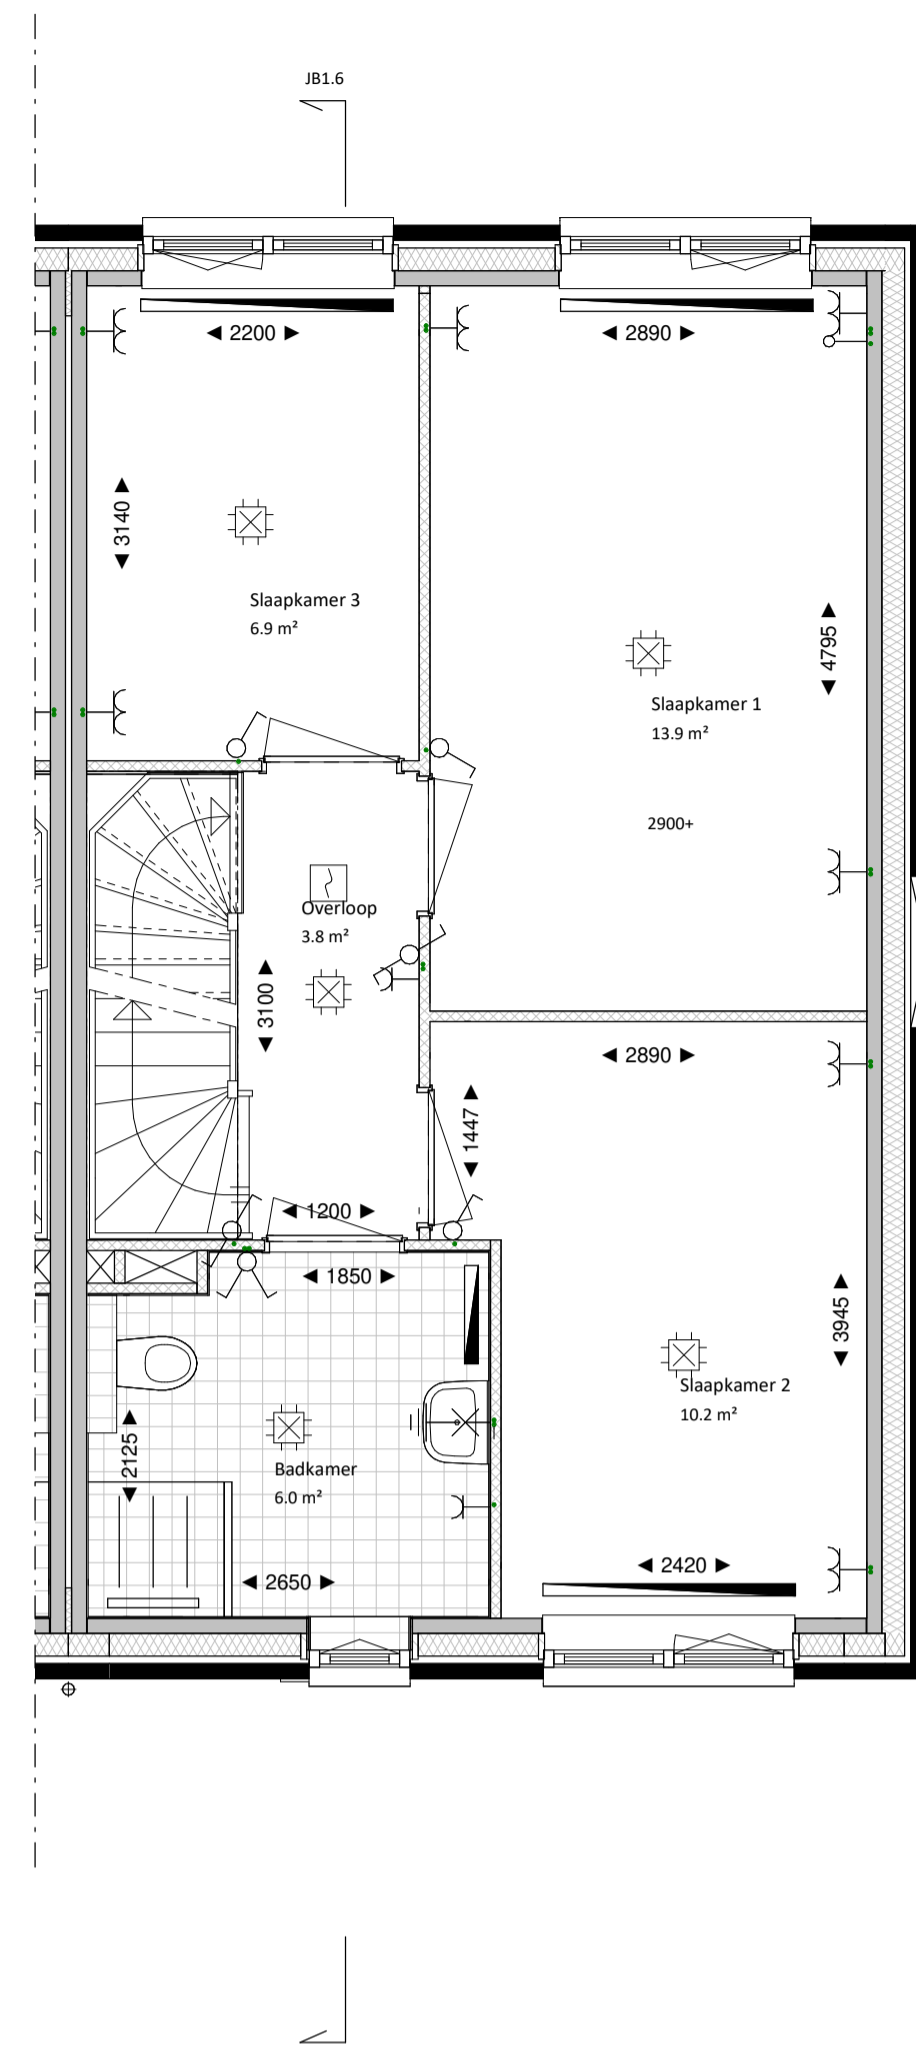 JB1.6
2200
2890
3140
Slaapkamer 3
6.9 m²
4795
Slaapkamer 1
13.9 m²
2900+
Overloop
3.8 m²
3100
2890
1447
1200
1850
3945
Slaapkamer 2
10.2 m²
2125
Badkamer
6.0 m²
2420
2650